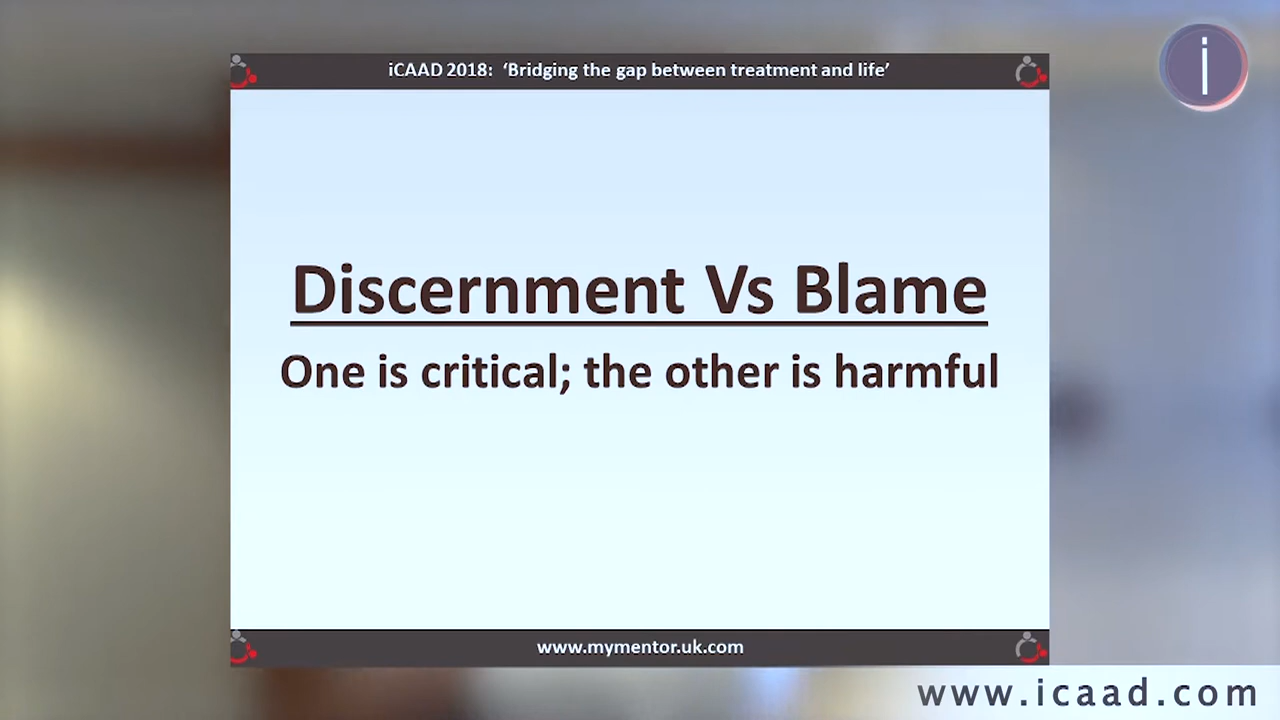 iCAAD 2018: ‘Bridging the gap between treatment and life’
i
Discernment Vs Blame
One is critical; the other is harmful
www.mymentor.uk.com
www.icaad.com